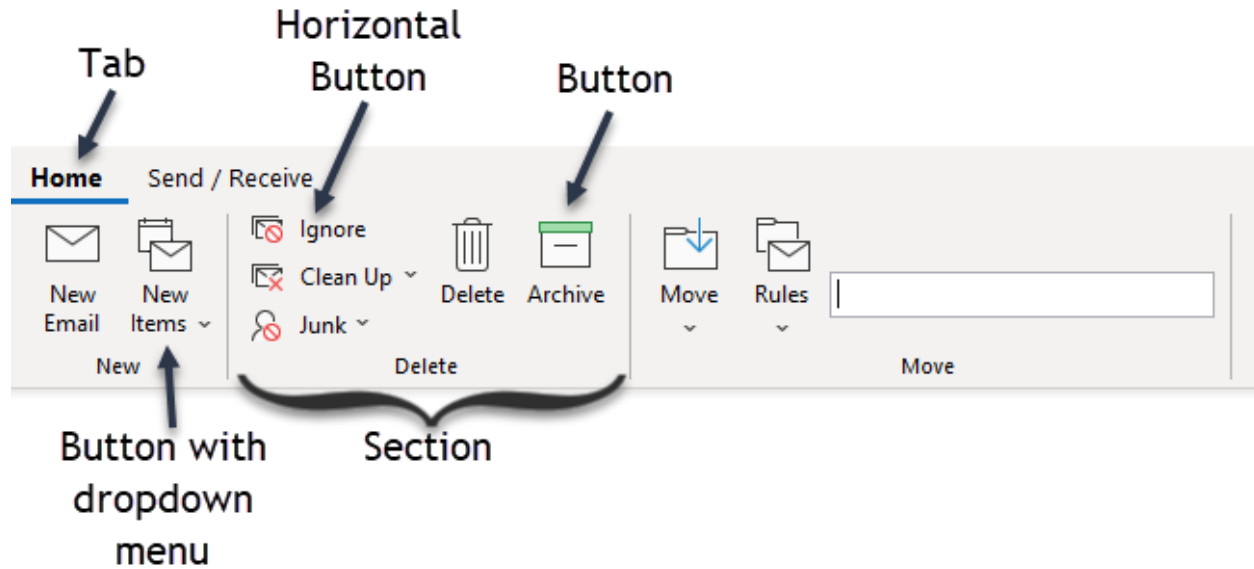 Horizontal
Button
Tab
Button
Home
Send / Receive
Ignore
Clean Up
Junk
New
Email
New
Items
Delete
Archive
Move
Rules
New
Delete
Move
Button with
dropdown
menu
Section